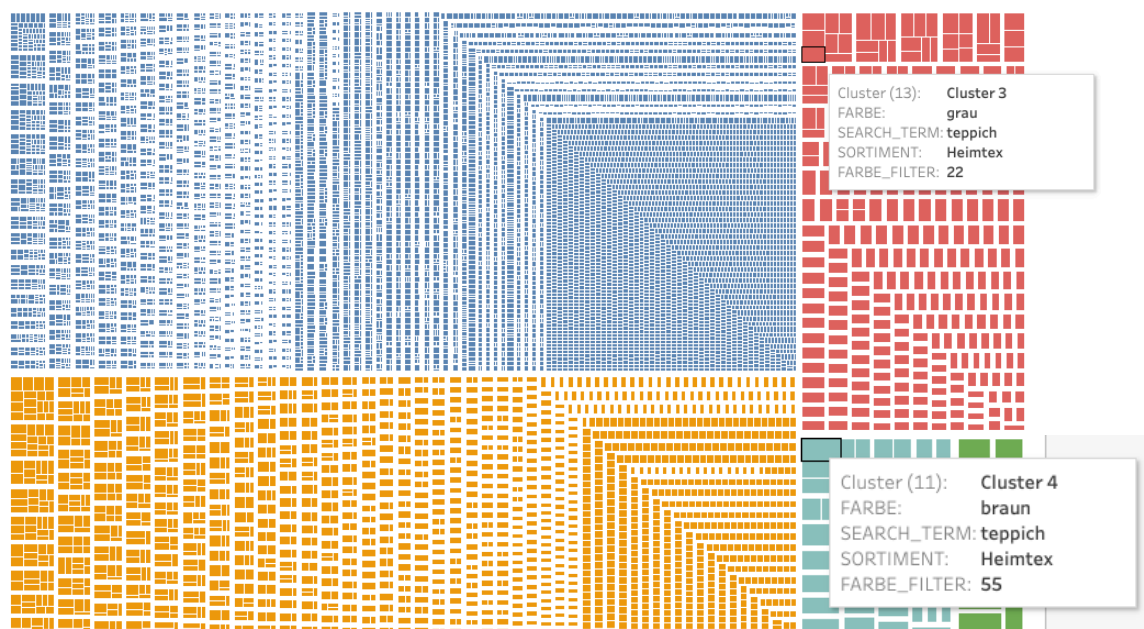 Cluster (13): Cluster 3
FARBE: grau
SEARCH_TERM: teppich
SORTIMENT: Heimtex
FARBE_FILTER: 22
Cluster (11): Cluster 4
FARBE: braun
SEARCH_TERM: teppich
SORTIMENT: Heimtex
FARBE_FILTER: 55